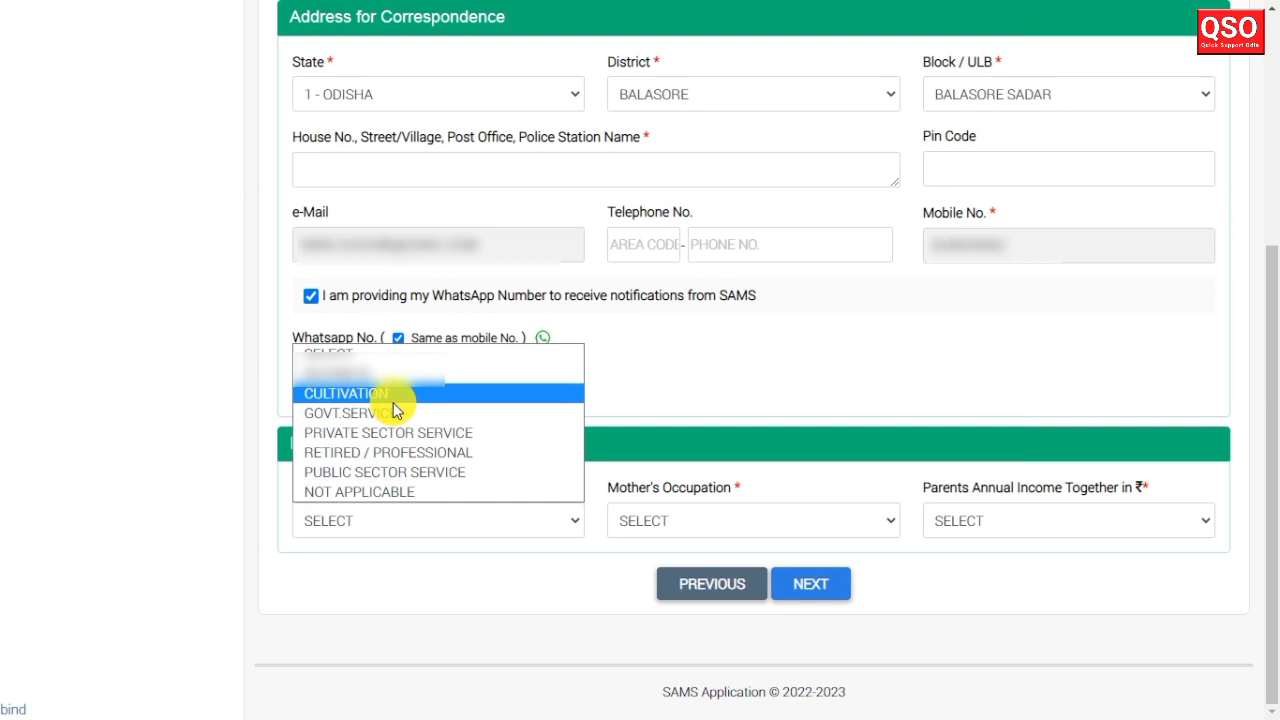 Address for Correspondence
QSO
Quick Support Odia
State *
District *
Block / ULB *
1 - ODISHA
BALASORE
BALASORE SADAR
House No., Street/Village, Post Office, Police Station Name *
Pin Code
e-Mail
Telephone No.
Mobile No. *
AREA CODE
-
PHONE NO.
I am providing my WhatsApp Number to receive notifications from SAMS
Whatsapp No. ( Same as mobile No. )
SELECT
CULTIVATION
GOVT.SERVICE
PRIVATE SECTOR SERVICE
RETIRED / PROFESSIONAL
PUBLIC SECTOR SERVICE
NOT APPLICABLE
Mother's Occupation *
Parents Annual Income Together in ₹*
SELECT
SELECT
SELECT
PREVIOUS
NEXT
SAMS Application © 2022-2023
bind